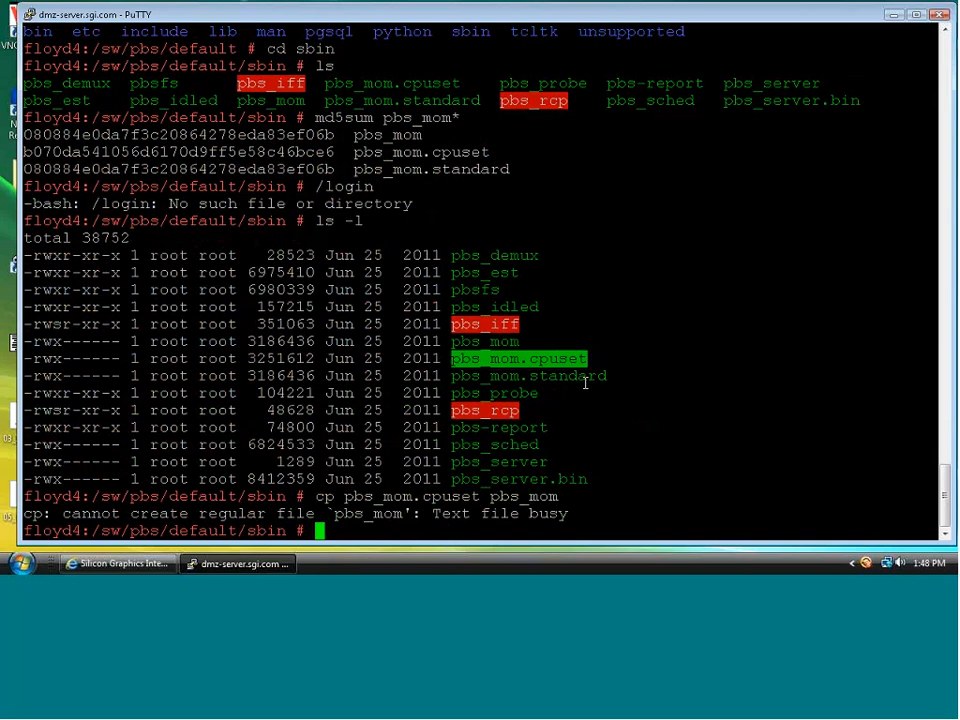 dmz-server.sgi.com - PuTTY
bin etc include lib man pgsql python sbin tcltk unsupported
floyd4:/sw/pbs/default # cd sbin
floyd4:/sw/pbs/default/sbin # ls
pbs_demux pbsfs pbs_iff pbs_mom.cpuset pbs_probe pbs-report pbs_server
pbs_est pbs_idled pbs_mom pbs_mom.standard pbs_rcp pbs_sched pbs_server.bin
floyd4:/sw/pbs/default/sbin # md5sum pbs_mom*
080884e0da7f3c20864278eda83ef06b pbs_mom
b070da541056d6170d9ff5e58c46bce6 pbs_mom.cpuset
080884e0da7f3c20864278eda83ef06b pbs_mom.standard
floyd4:/sw/pbs/default/sbin # /login
-bash: /login: No such file or directory
floyd4:/sw/pbs/default/sbin # ls -l
total 38752
-rwxr-xr-x 1 root root 28523 Jun 25 2011 pbs_demux
-rwxr-xr-x 1 root root 6975410 Jun 25 2011 pbs_est
-rwxr-xr-x 1 root root 6980339 Jun 25 2011 pbsfs
-rwxr-xr-x 1 root root 157215 Jun 25 2011 pbs_idled
-rwsr-xr-x 1 root root 351063 Jun 25 2011 pbs_iff
-rwx------ 1 root root 3186436 Jun 25 2011 pbs_mom
-rwx------ 1 root root 3251612 Jun 25 2011 pbs_mom.cpuset
-rwx------ 1 root root 3186436 Jun 25 2011 pbs_mom.standard
-rwxr-xr-x 1 root root 104221 Jun 25 2011 pbs_probe
-rwsr-xr-x 1 root root 48628 Jun 25 2011 pbs_rcp
-rwxr-xr-x 1 root root 74800 Jun 25 2011 pbs-report
-rwx------ 1 root root 6824533 Jun 25 2011 pbs_sched
-rwx------ 1 root root 1289 Jun 25 2011 pbs_server
-rwx------ 1 root root 8412359 Jun 25 2011 pbs_server.bin
floyd4:/sw/pbs/default/sbin # cp pbs_mom.cpuset pbs_mom
cp: cannot create regular file `pbs_mom': Text file busy
floyd4:/sw/pbs/default/sbin #
Silicon Graphics Inte... dmz-server.sgi.com ... 1:48 PM